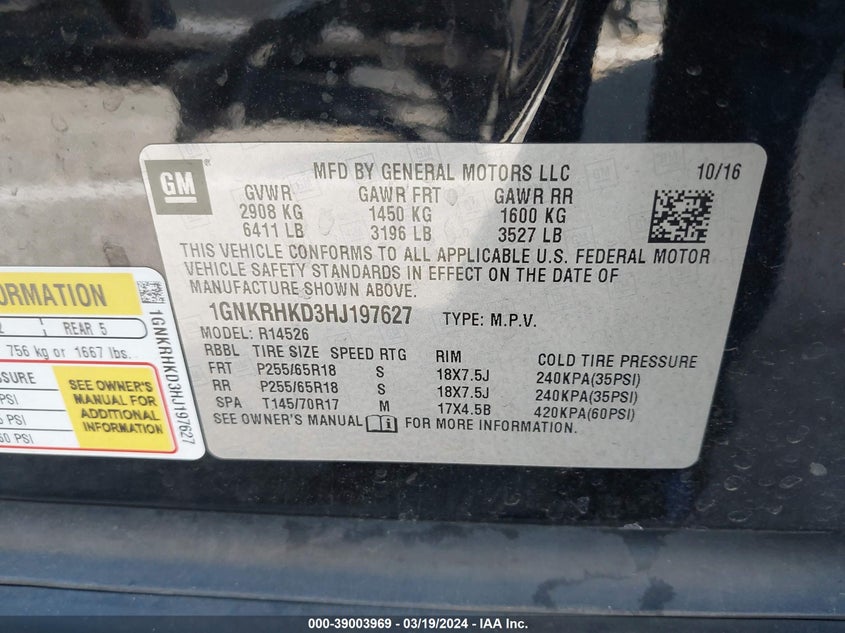 GM
MFD BY GENERAL MOTORS LLC
10/16
GVWR GAWR FRT GAWR RR
2908 KG 1450 KG 1600 KG
6411 LB 3196 LB 3527 LB
THIS VEHICLE CONFORMS TO ALL APPLICABLE U.S. FEDERAL MOTOR
VEHICLE SAFETY STANDARDS IN EFFECT ON THE DATE OF
MANUFACTURE SHOWN ABOVE.
1GNKRHKD3HJ197627 TYPE: M.P.V.
MODEL: R14526
RBBL TIRE SIZE SPEED RTG RIM COLD TIRE PRESSURE
FRT P255/65R18 S 18X7.5J 240KPA(35PSI)
RR P255/65R18 S 18X7.5J 240KPA(35PSI)
SPA T145/70R17 M 17X4.5B 420KPA(60PSI)
SEE OWNER'S MANUAL FOR MORE INFORMATION.
ORMATION
REAR 5
756 kg or 1667 lbs.
SSURE
PSI
PSI
60 PSI
SEE OWNER'S
MANUAL FOR
ADDITIONAL
INFORMATION
1GNKRHKD3HJ197627
000-39003969 - 03/19/2024 - IAA Inc.